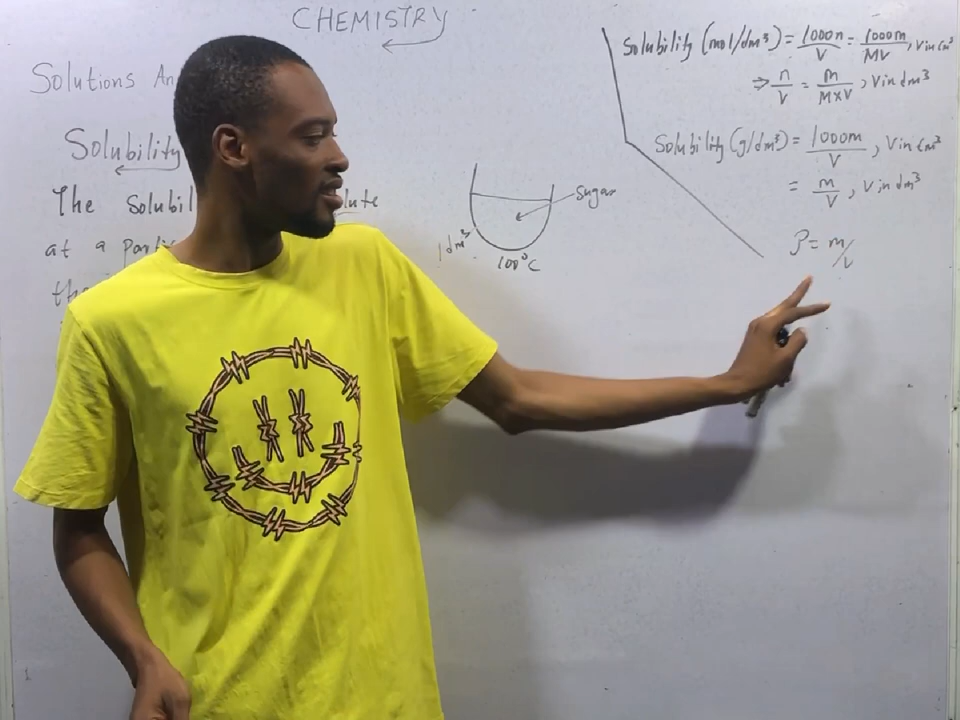 CHEMISTRY
Solutions An
Solubility
The Solubil lute
at a parti
th
Sugar
1dm³
100°C
Solubility (mol/dm³) = 1000n/V = 1000m/MV, V in cm³
⇒ n/V = m/M×V, V in dm³
Solubility (g/dm³) = 1000m/V, V in cm³
= m/V, V in dm³
ρ = m/V